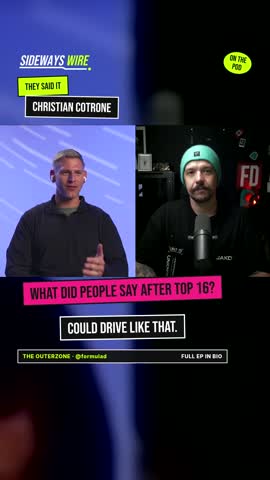 SIDEWAYS WIRE.
ON THE
POD
THEY SAID IT
CHRISTIAN COTRONE
FD
WHAT DID PEOPLE SAY AFTER TOP 16?
COULD DRIVE LIKE THAT.
THE OUTERZONE - @formulad
FULL EP IN BIO